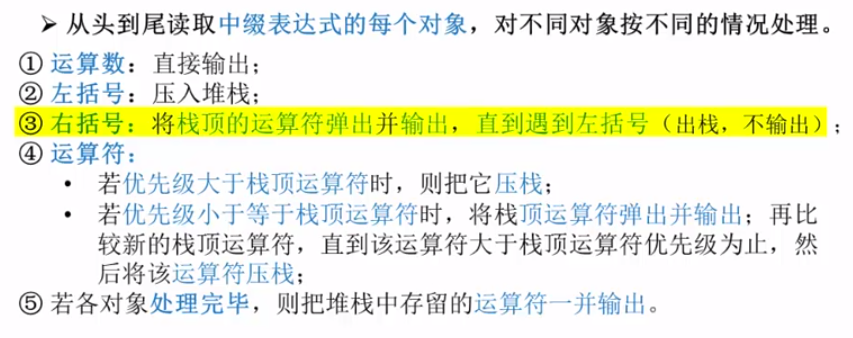 ➢ 从头到尾读取中缀表达式的每个对象，对不同对象按不同的情况处理。
① 运算数：直接输出；
② 左括号：压入堆栈；
③ 右括号：将栈顶的运算符弹出并输出，直到遇到左括号（出栈，不输出）；
④ 运算符：
• 若优先级大于栈顶运算符时，则把它压栈；
• 若优先级小于等于栈顶运算符时，将栈顶运算符弹出并输出；再比
较新的栈顶运算符，直到该运算符大于栈顶运算符优先级为止，然
后将该运算符压栈；
⑤ 若各对象处理完毕，则把堆栈中存留的运算符一并输出。